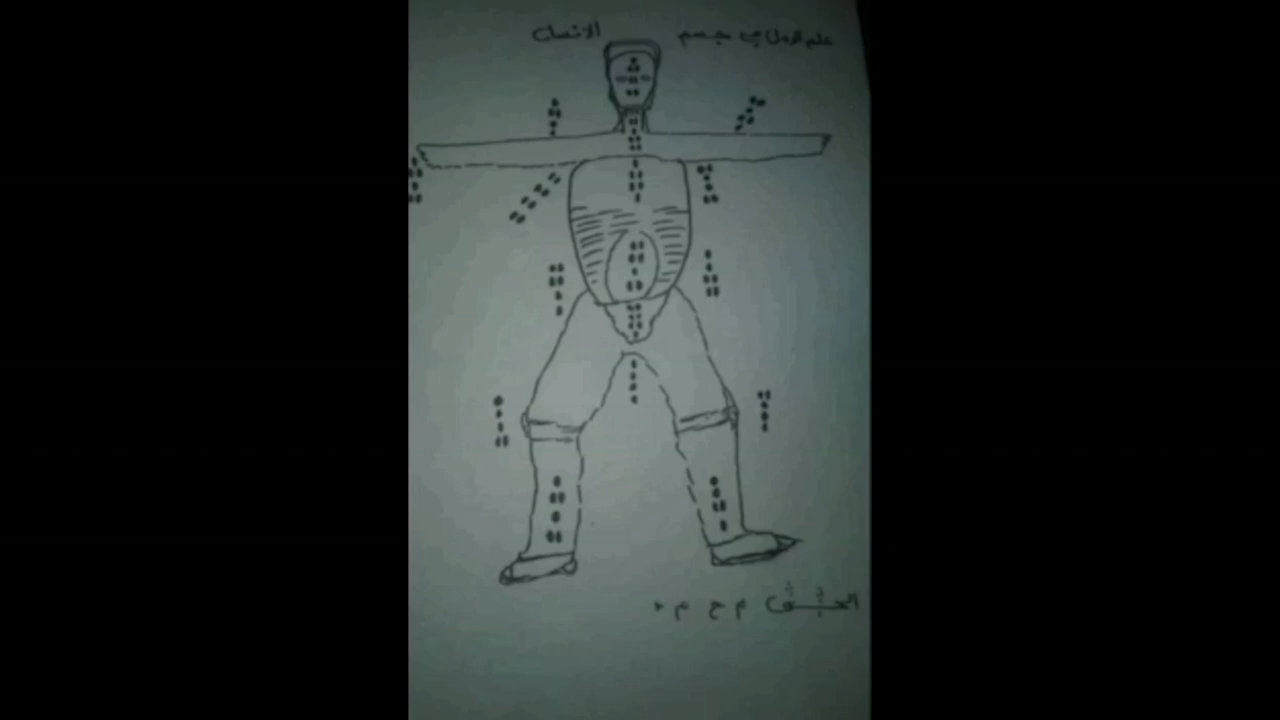 علم الرمل في جسم الانسان
م ح م د